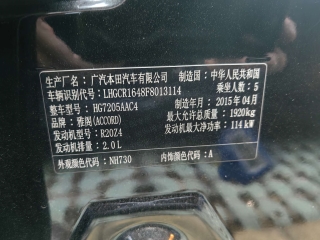 生产厂名：广汽本田汽车有限公司 制造国：中华人民共和国
车辆识别代号：LHGCR1648F8013114 乘坐人数：5
整车型号：HG7205AAC4 制造年月：2015年04月
品牌：雅阁(ACCORD) 最大允许总质量：1920kg
发动机型号：R20Z4 发动机最大净功率：114kW
发动机排量：2.0L
外观颜色代码：NH730 内饰颜色代码：A